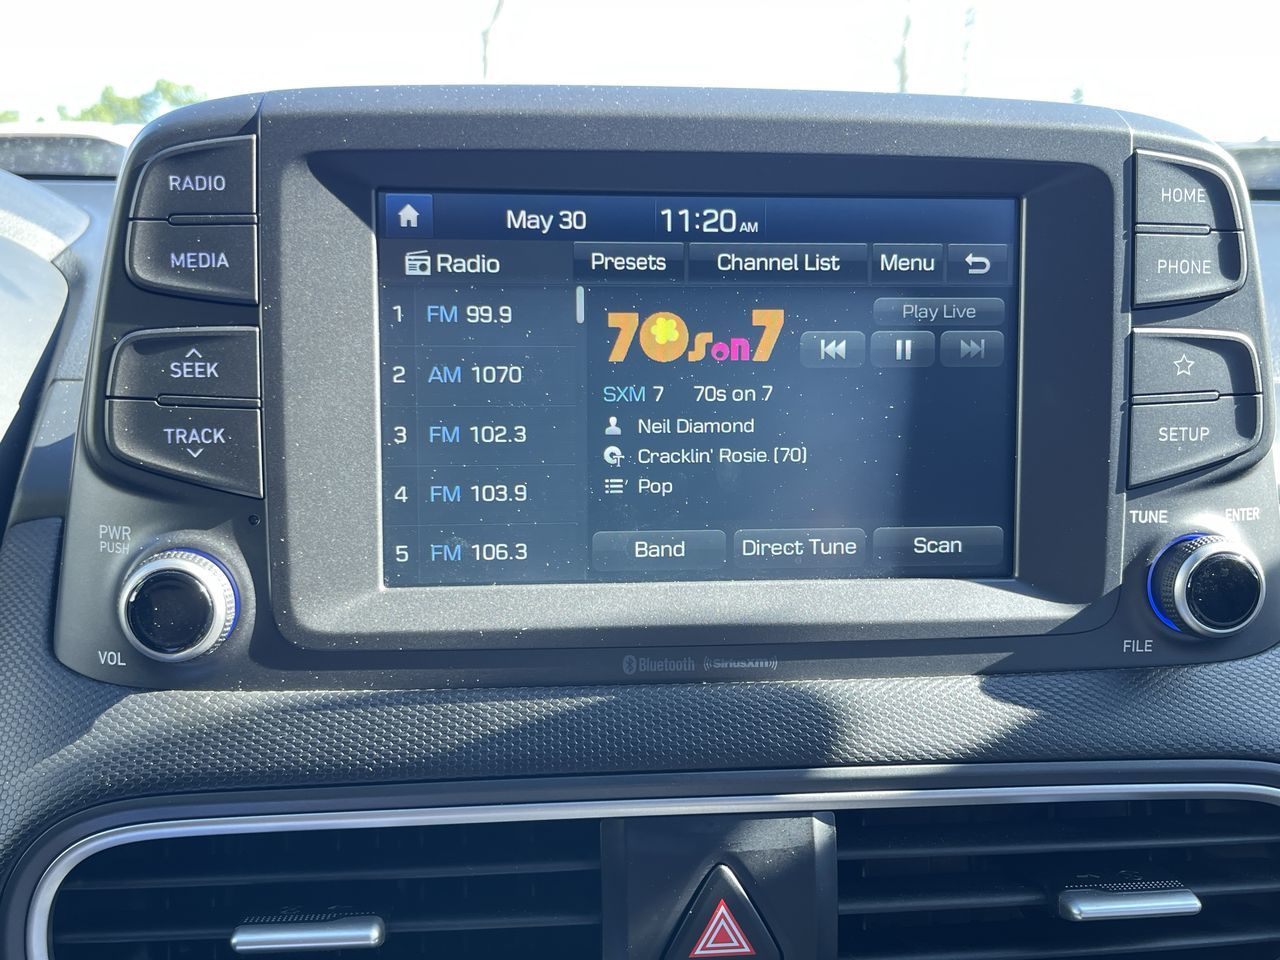 RADIO
MEDIA
SEEK
TRACK
PWR
PUSH
VOL
May 30 11:20 AM
Radio Presets Channel List Menu
1 FM 99.9
2 AM 1070
3 FM 102.3
4 FM 103.9
5 FM 106.3
70s on 7
Play Live
SXM 7 70s on 7
Neil Diamond
Cracklin' Rosie (70)
Pop
Band Direct Tune Scan
HOME
PHONE
SETUP
TUNE ENTER
FILE
Bluetooth ((SiriusXM))